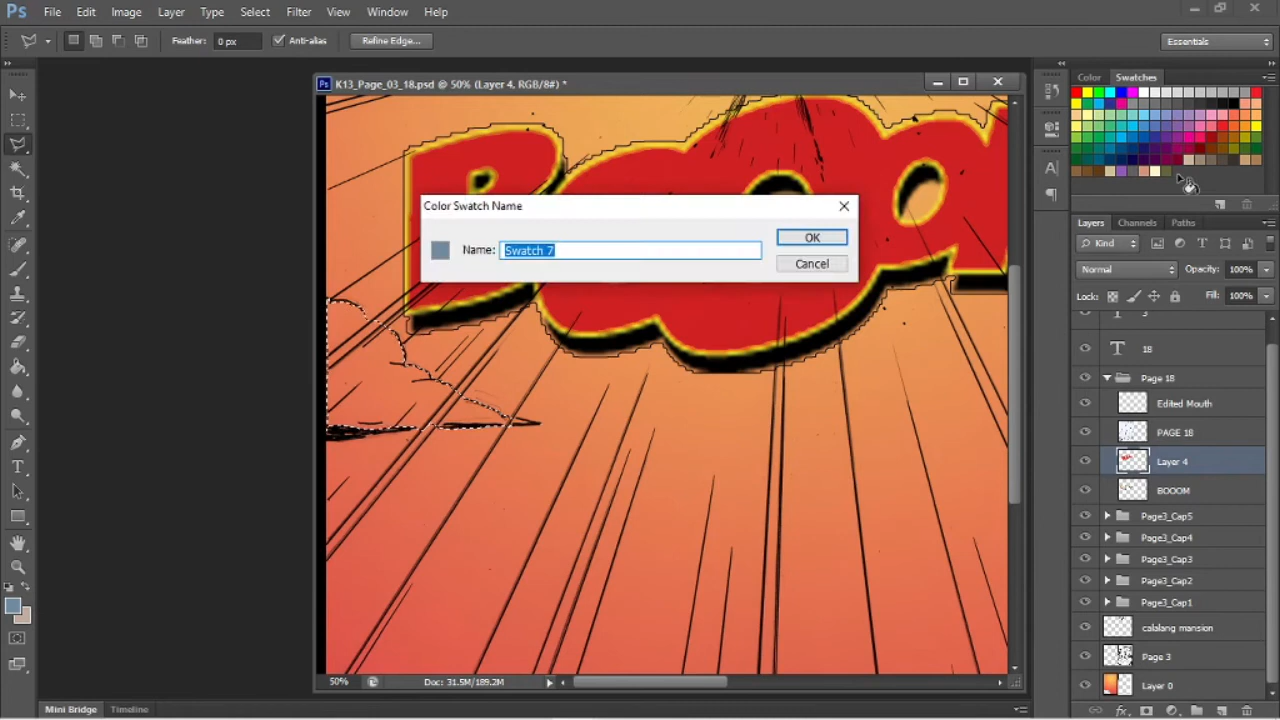 Ps File Edit Image Layer Type Select Filter View Window Help
Feather: 0 px Anti-alias Refine Edge... Essentials
K13_Page_03_18.psd @ 50% (Layer 4, RGB/8#) *
Color Swatches
BOOO
Color Swatch Name
Name: Swatch 7
OK
Cancel
Layers Channels Paths
Kind
Normal Opacity: 100%
Lock: Fill: 100%
3
T 18
Page 18
Edited Mouth
PAGE 18
Layer 4
BOOOM
Page3_Cap5
Page3_Cap4
Page3_Cap3
Page3_Cap2
Page3_Cap1
calalang mansion
Page 3
Layer 0
50% Doc: 31.5M/189.2M
Mini Bridge Timeline